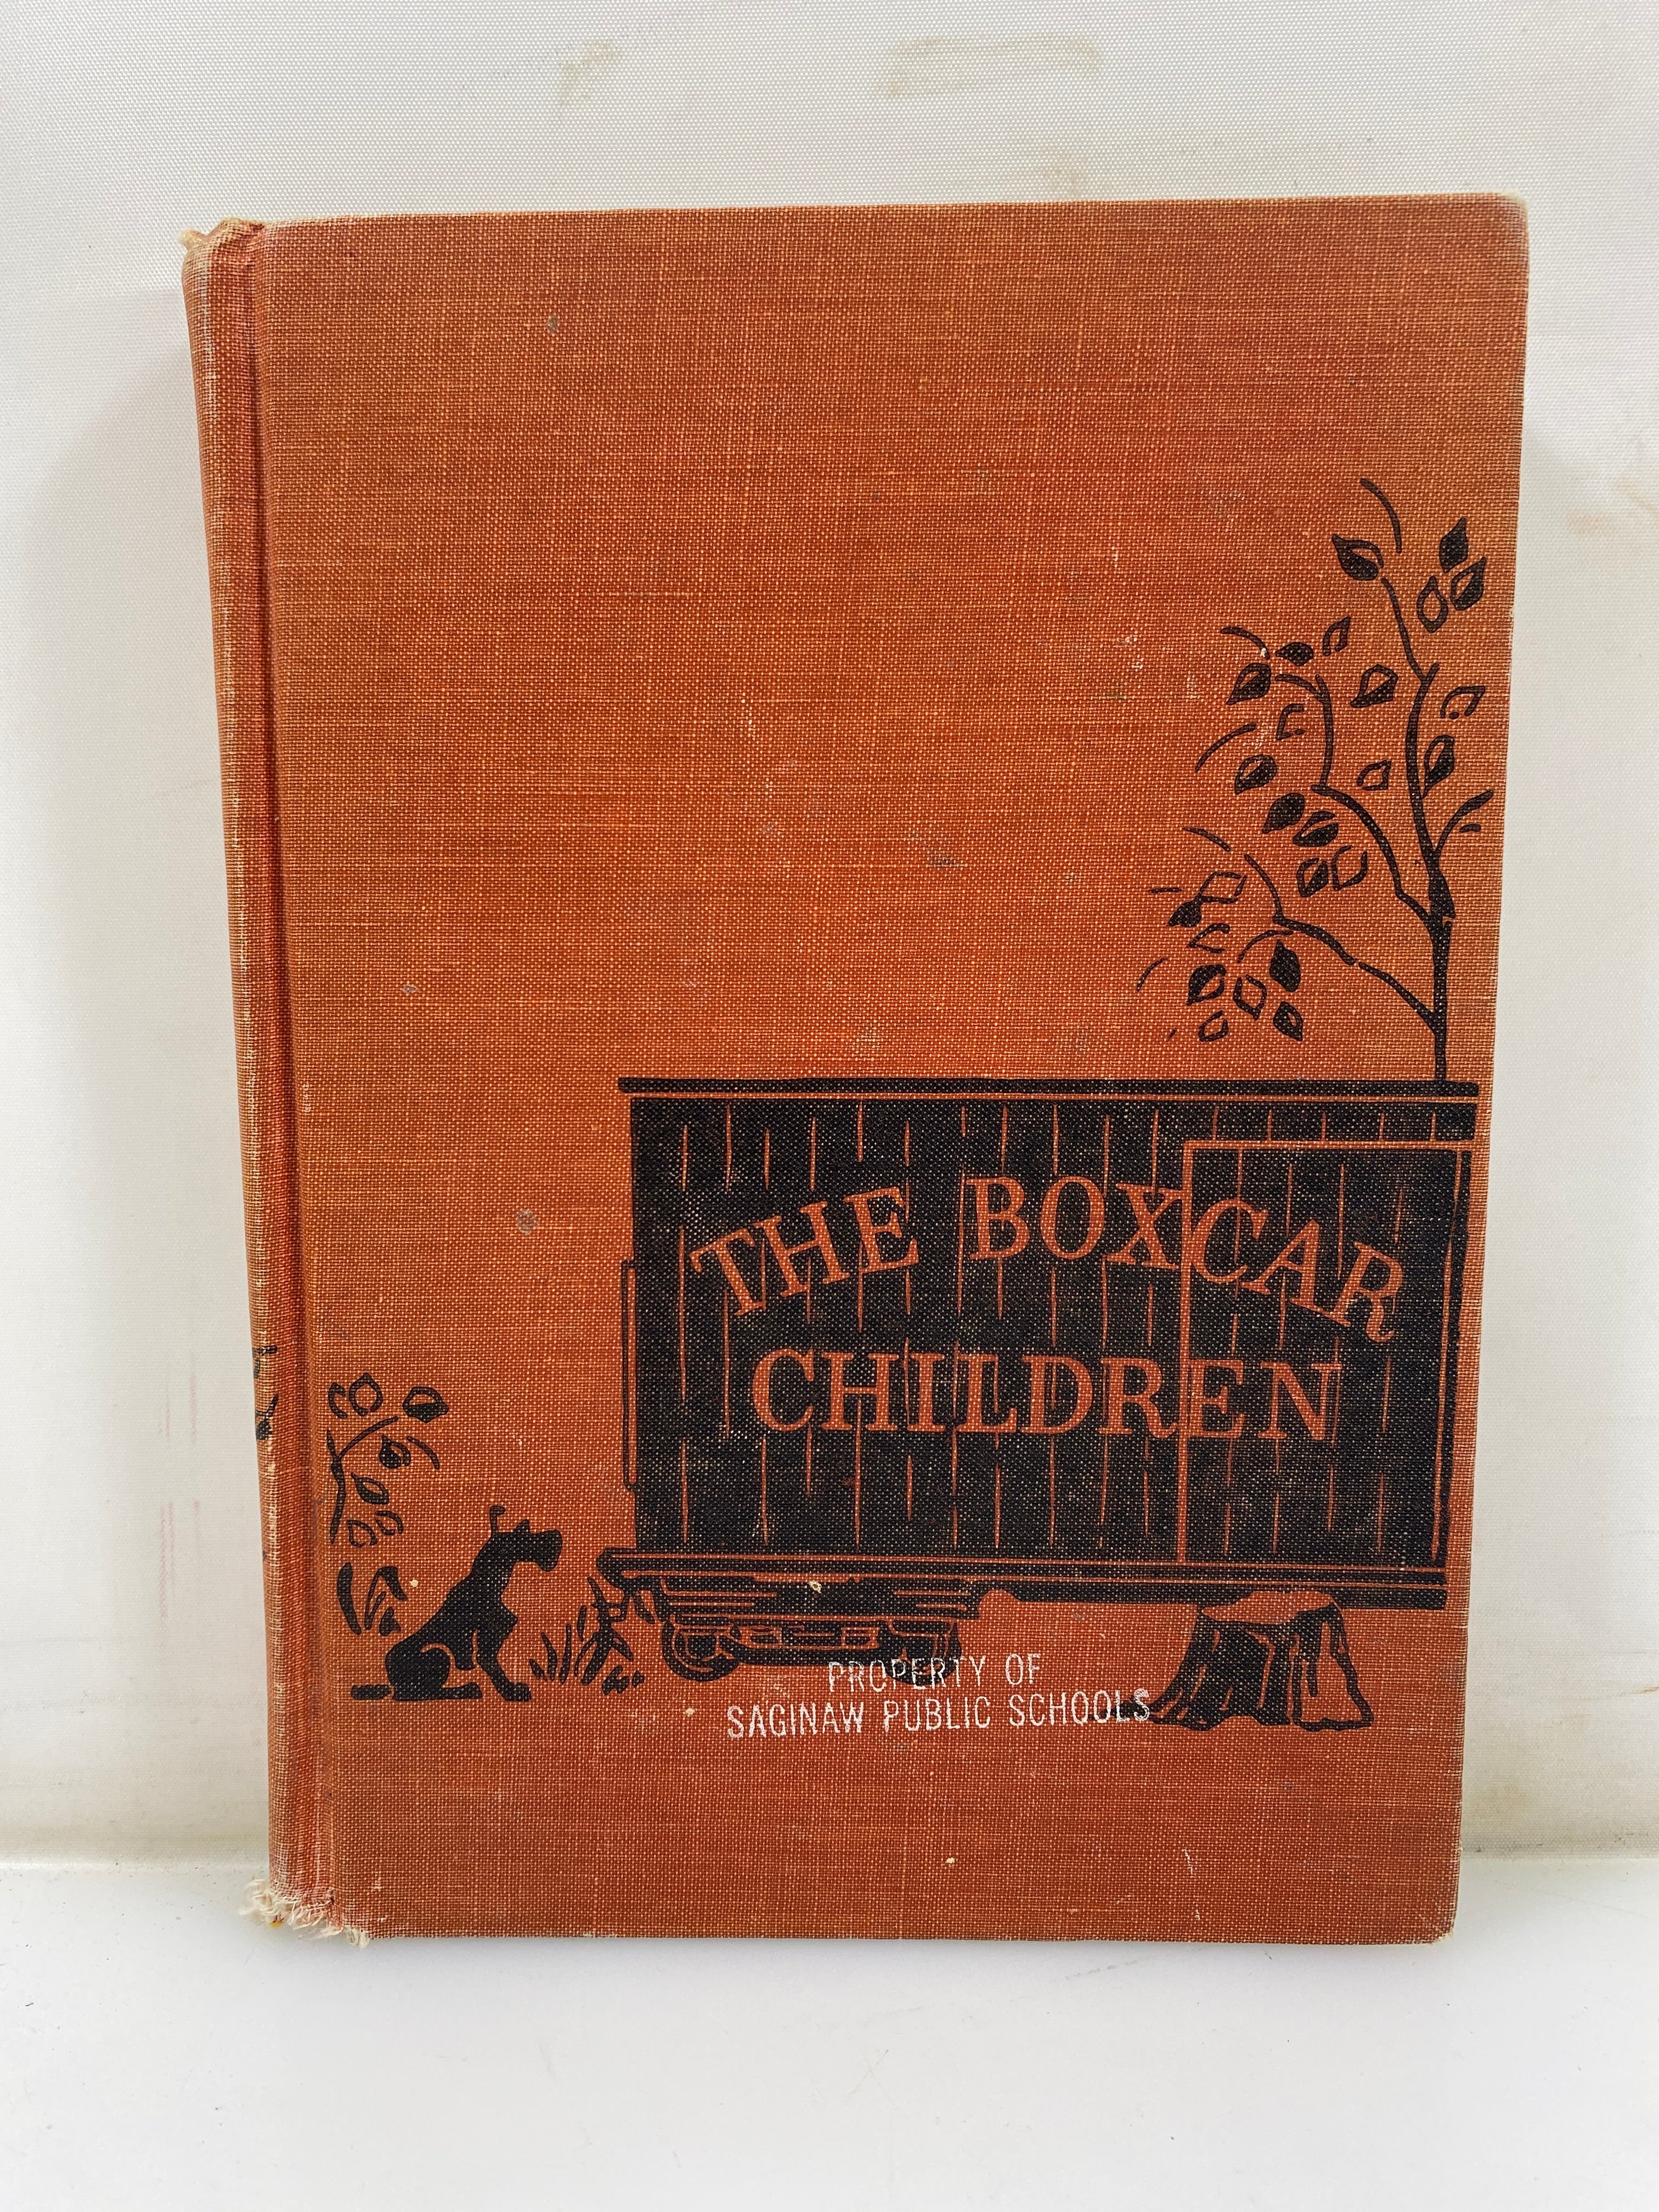 THE BOXCAR
CHILDREN
PROPERTY OF
SAGINAW PUBLIC SCHOOLS